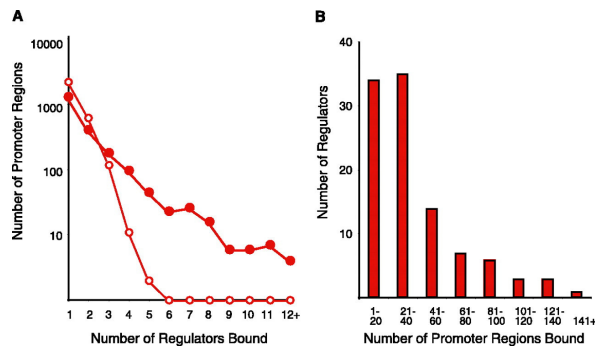 A
Number of Promoter Regions
10000
1000
100
10
1 2 3 4 5 6 7 8 9 10 11 12+
Number of Regulators Bound
B
Number of Regulators
40
30
20
10
1- 21- 41- 61- 81- 101- 121- 141+
20 40 60 80 100 120 140
Number of Promoter Regions Bound